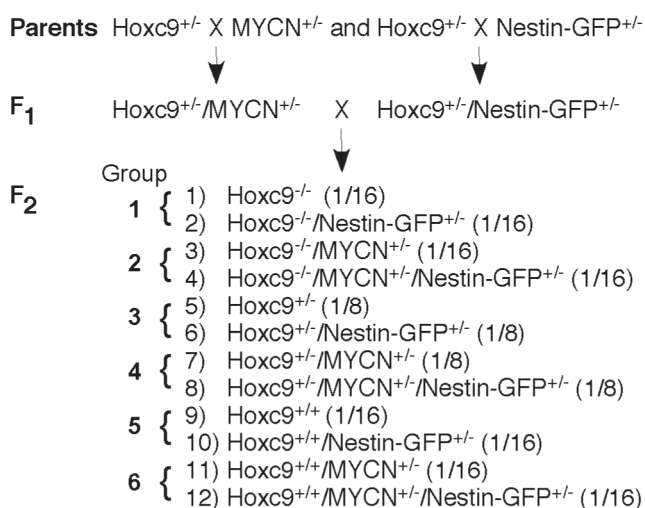 Parents Hoxc9+/- X MYCN+/- and Hoxc9+/- X Nestin-GFP+/-
F1 Hoxc9+/-/MYCN+/- X Hoxc9+/-/Nestin-GFP+/-
Group
F2
1 { 1) Hoxc9-/- (1/16)
2) Hoxc9-/-/Nestin-GFP+/- (1/16)
2 { 3) Hoxc9-/-/MYCN+/- (1/16)
4) Hoxc9-/-/MYCN+/-/Nestin-GFP+/- (1/16)
3 { 5) Hoxc9+/- (1/8)
6) Hoxc9+/-/Nestin-GFP+/- (1/8)
4 { 7) Hoxc9+/-/MYCN+/- (1/8)
8) Hoxc9+/-/MYCN+/-/Nestin-GFP+/- (1/8)
5 { 9) Hoxc9+/+ (1/16)
10) Hoxc9+/+/Nestin-GFP+/- (1/16)
6 { 11) Hoxc9+/+/MYCN+/- (1/16)
12) Hoxc9+/+/MYCN+/-/Nestin-GFP+/- (1/16)